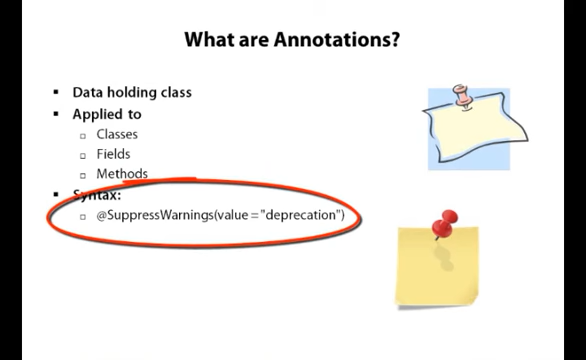 What are Annotations?
Data holding class
Applied to
Classes
Fields
Methods
Syntax:
@SuppressWarnings(value = "deprecation")